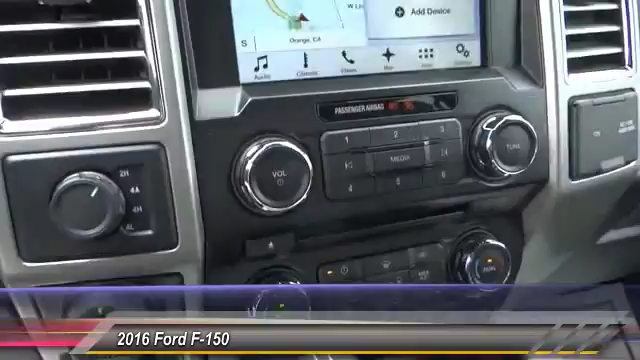 Add Device
S
Orange, CA
Audio
Climate
Phone
Nav
Apps
Settings
PASSENGER AIRBAG
1 2 3
MEDIA
4 5 6
VOL
TUNE
2H
4A
4H
4L
2016 Ford F-150